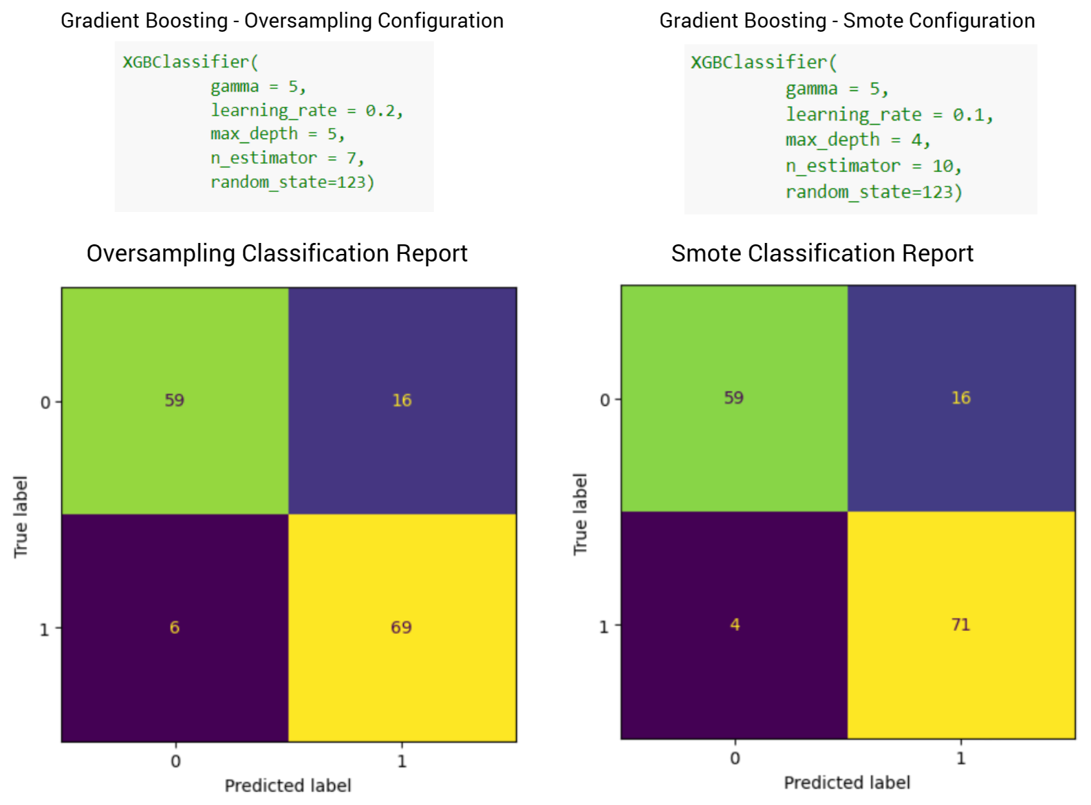 Gradient Boosting - Oversampling Configuration
XGBClassifier(
gamma = 5,
learning_rate = 0.2,
max_depth = 5,
n_estimator = 7,
random_state=123)
Gradient Boosting - Smote Configuration
XGBClassifier(
gamma = 5,
learning_rate = 0.1,
max_depth = 4,
n_estimator = 10,
random_state=123)
Oversampling Classification Report
True label
0
59
16
1
6
69
0
1
Predicted label
Smote Classification Report
True label
0
59
16
1
4
71
0
1
Predicted label